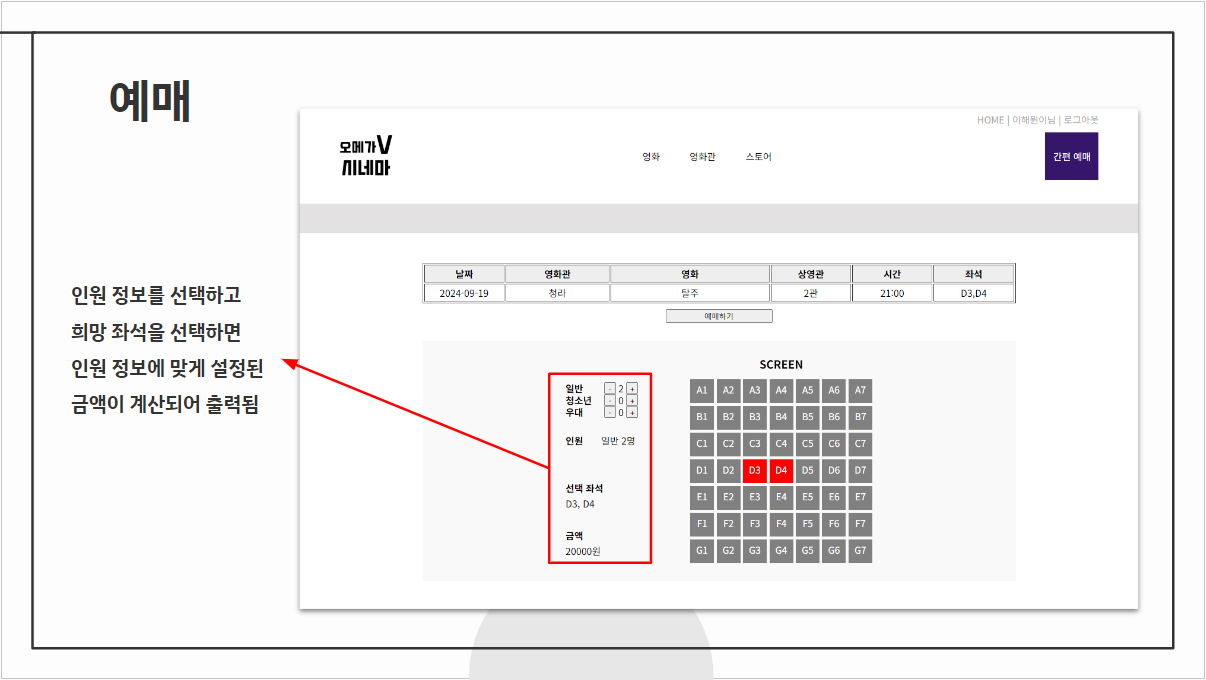 예매
HOME | 이해원이님 | 로그아웃
오메가V
시네마
영화 영화관 스토어
간편 예매
날짜 영화관 영화 상영관 시간 좌석
2024-09-19 청라 탈주 2관 21:00 D3,D4
예매하기
인원 정보를 선택하고
희망 좌석을 선택하면
인원 정보에 맞게 설정된
금액이 계산되어 출력됨
일반 - 2 +
청소년 - 0 +
우대 - 0 +
인원 일반 2명
선택 좌석
D3, D4
금액
20000원
SCREEN
A1 A2 A3 A4 A5 A6 A7
B1 B2 B3 B4 B5 B6 B7
C1 C2 C3 C4 C5 C6 C7
D1 D2 D3 D4 D5 D6 D7
E1 E2 E3 E4 E5 E6 E7
F1 F2 F3 F4 F5 F6 F7
G1 G2 G3 G4 G5 G6 G7